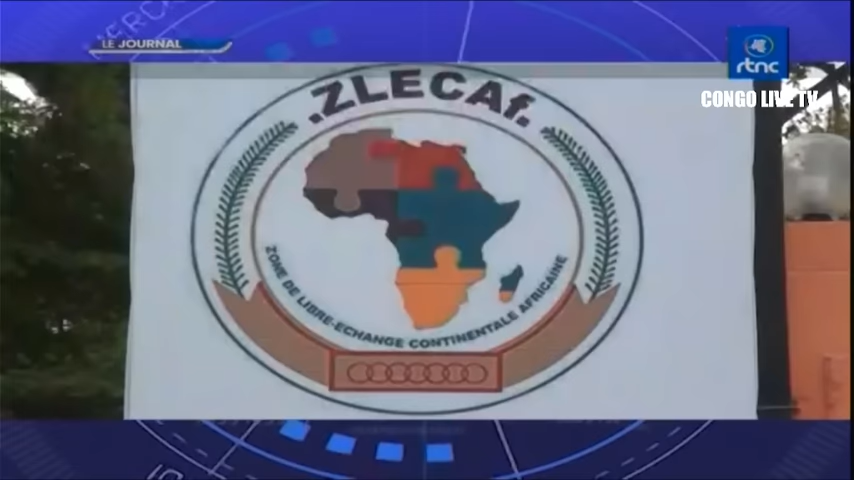 LE JOURNAL
rtnc
CONGO LIVE TV
.ZLECAf.
ZONE DE LIBRE-ECHANGE CONTINENTALE AFRICAINE